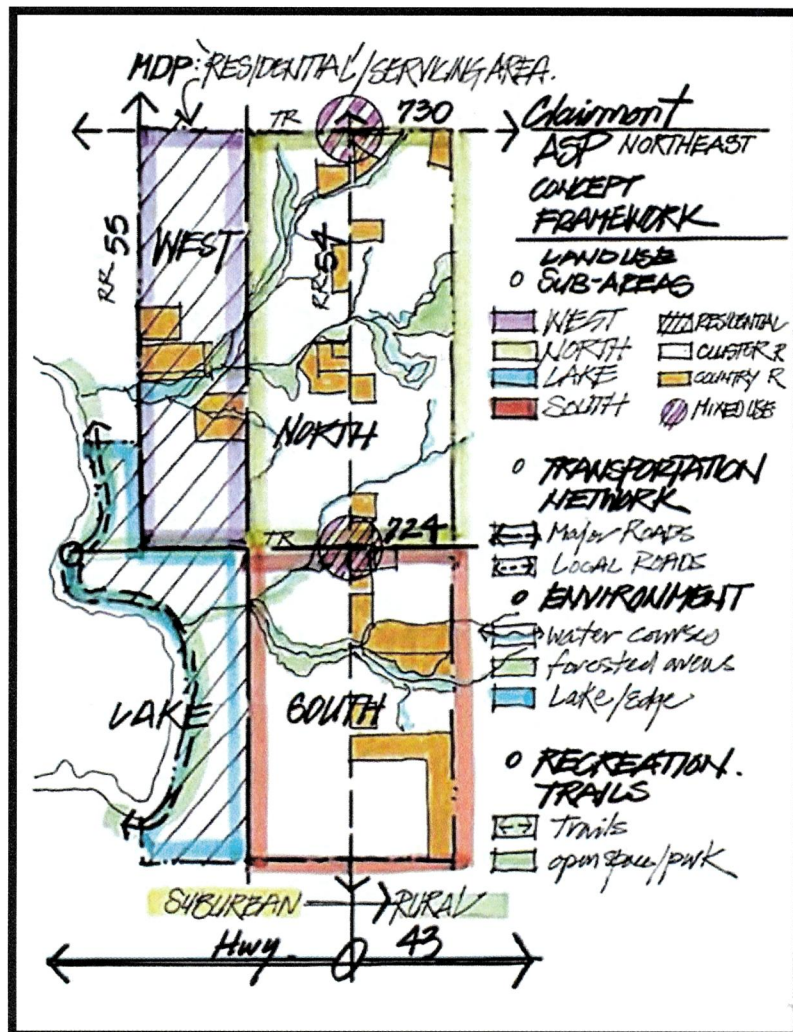 MDP: RESIDENTIAL/SERVICING AREA.
TR 730
Clairmont
ASP NORTHEAST
CONCEPT
FRAMEWORK
LAND USE
SUB-AREAS
WEST
NORTH
LAKE
SOUTH
RESIDENTIAL
CLUSTER R
COUNTRY R
MIXED USE
TRANSPORTATION
NETWORK
Major ROADS
LOCAL ROADS
ENVIRONMENT
water courses
forested areas
Lake/Edge
RECREATION.
TRAILS
Trails
open space/park
RR 55
WEST
RR 54
NORTH
TR 724
LAKE
SOUTH
SUBURBAN
RURAL
Hwy. 43